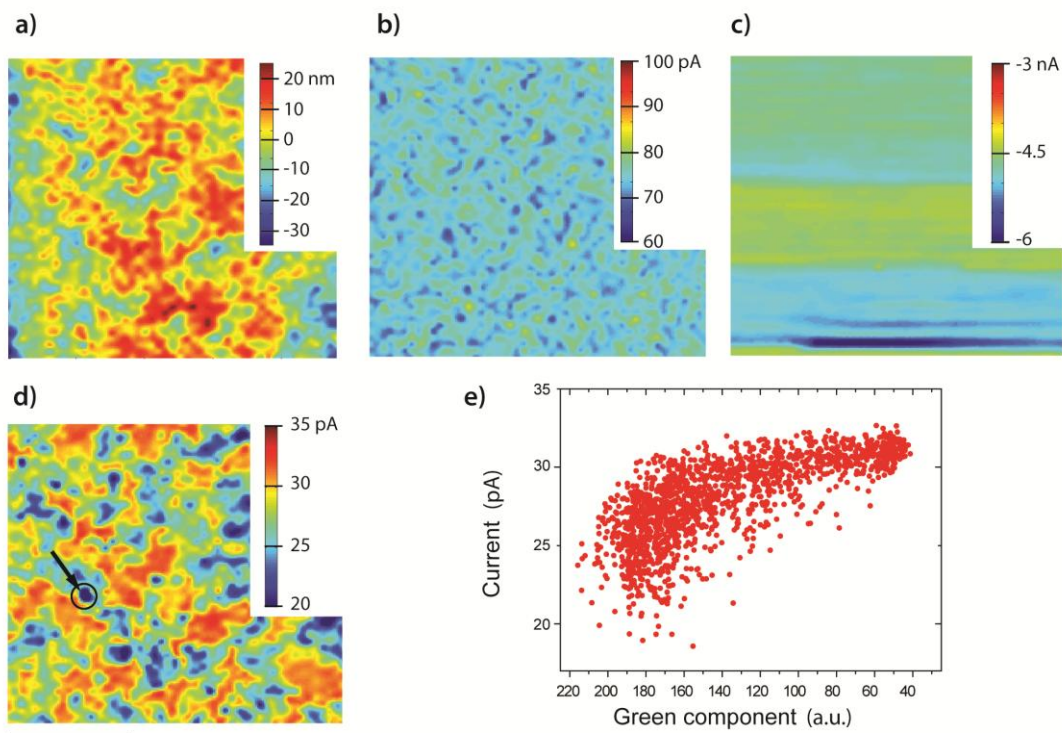 a)
20 nm
10
0
-10
-20
-30
b)
100 pA
90
80
70
60
c)
-3 nA
-4.5
-6
d)
35 pA
30
25
20
e)
35
30
25
20
Current (pA)
220 200 180 160 140 120 100 80 60 40
Green component (a.u.)